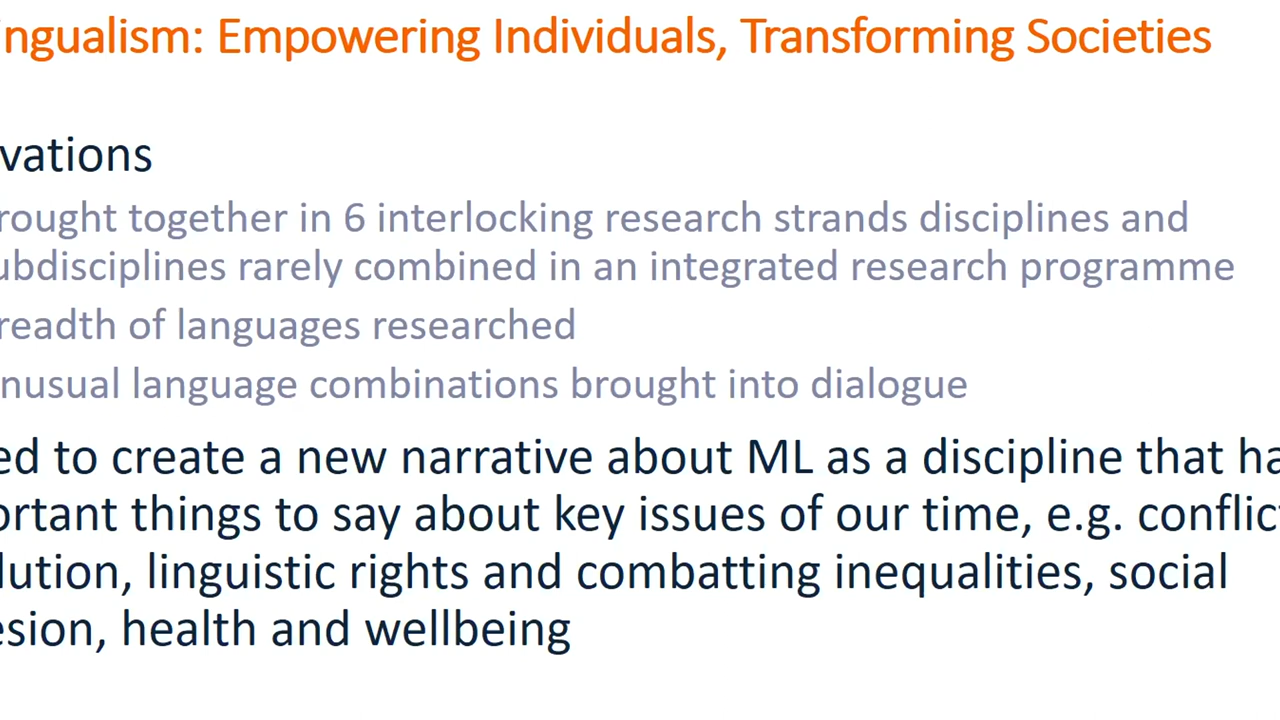 ingualism: Empowering Individuals, Transforming Societies
vations
rought together in 6 interlocking research strands disciplines and
ubdisciplines rarely combined in an integrated research programme
readth of languages researched
nusual language combinations brought into dialogue
ed to create a new narrative about ML as a discipline that ha
ortant things to say about key issues of our time, e.g. conflict
lution, linguistic rights and combatting inequalities, social
esion, health and wellbeing